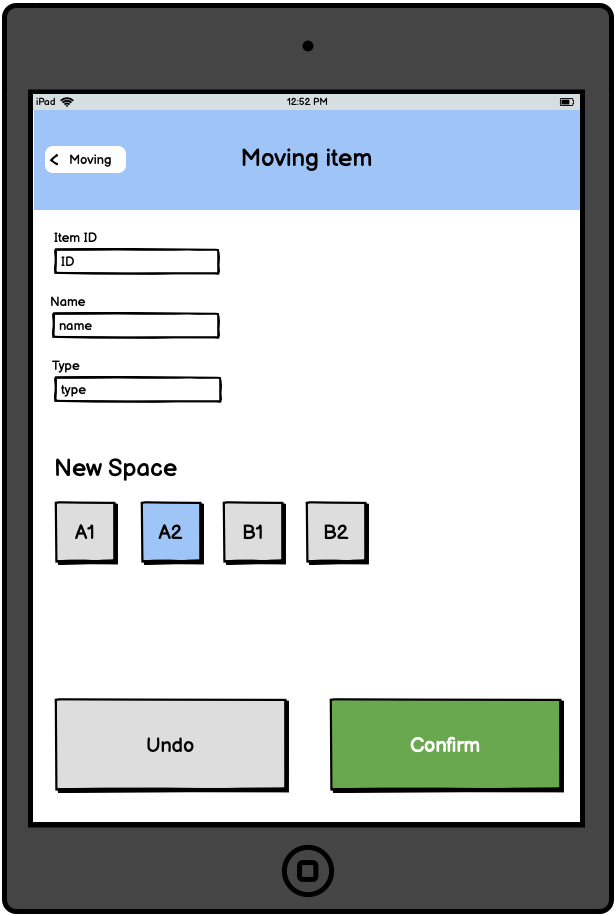 iPad 12:52 PM
Moving Moving item
Item ID
ID
Name
name
Type
type
New Space
A1 A2 B1 B2
Undo Confirm